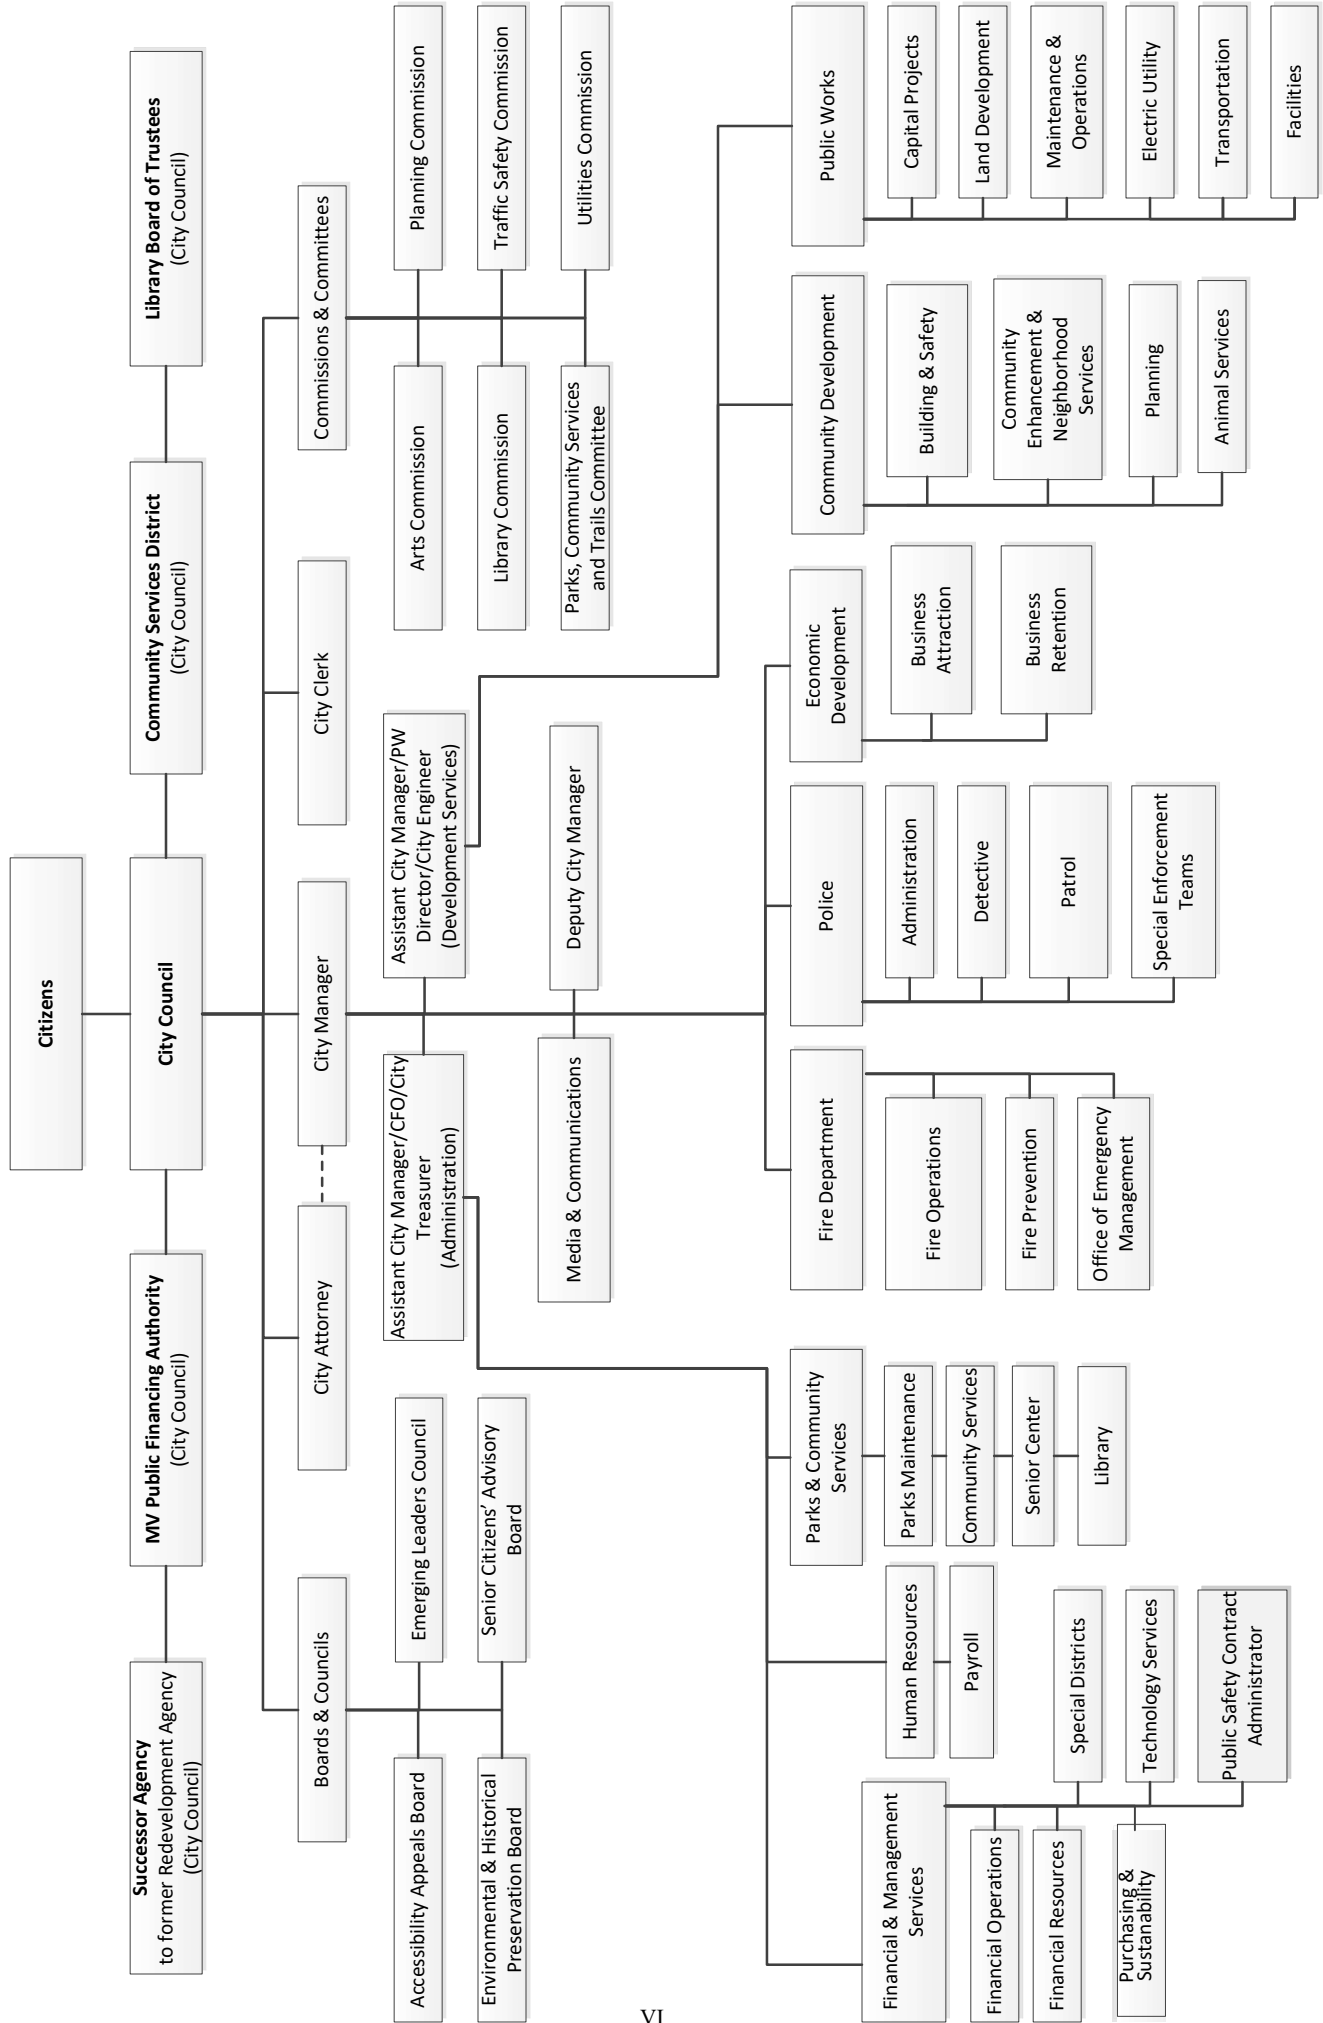 Citizens
Successor Agency
to former Redevelopment Agency
(City Council)
MV Public Financing Authority
(City Council)
City Council
Community Services District
(City Council)
Library Board of Trustees
(City Council)
Boards & Councils
City Attorney
City Manager
City Clerk
Commissions & Committees
Accessibility Appeals Board
Emerging Leaders Council
Environmental & Historical
Preservation Board
Senior Citizens’ Advisory
Board
Assistant City Manager/CFO/City
Treasurer
(Administration)
Assistant City Manager/PW
Director/City Engineer
(Development Services)
Arts Commission
Planning Commission
Library Commission
Traffic Safety Commission
Parks, Community Services
and Trails Committee
Utilities Commission
Media & Communications
Deputy City Manager
Financial & Management
Services
Financial Operations
Financial Resources
Purchasing &
Sustanability
Special Districts
Technology Services
Public Safety Contract
Administrator
Human Resources
Payroll
Parks & Community
Services
Parks Maintenance
Community Services
Senior Center
Library
Fire Department
Fire Operations
Fire Prevention
Office of Emergency
Management
Police
Administration
Detective
Patrol
Special Enforcement
Teams
Economic
Development
Business
Attraction
Business
Retention
Community Development
Building & Safety
Community
Enhancement &
Neighborhood
Services
Planning
Animal Services
Public Works
Capital Projects
Land Development
Maintenance &
Operations
Electric Utility
Transportation
Facilities
VI